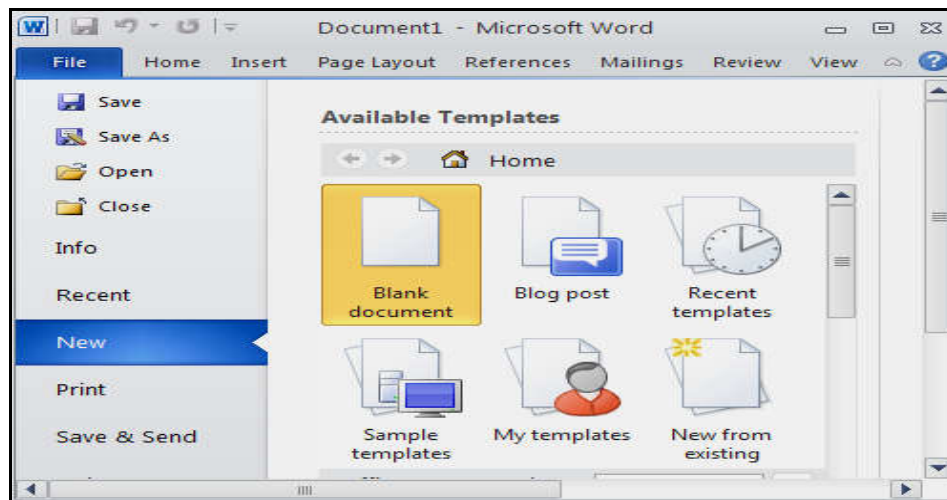 W
Document1 - Microsoft Word
File Home Insert Page Layout References Mailings Review View ?
Save
Save As
Open
Close
Info
Recent
New
Print
Save & Send
Available Templates
Home
Blank document
Blog post
Recent templates
Sample templates
My templates
New from existing